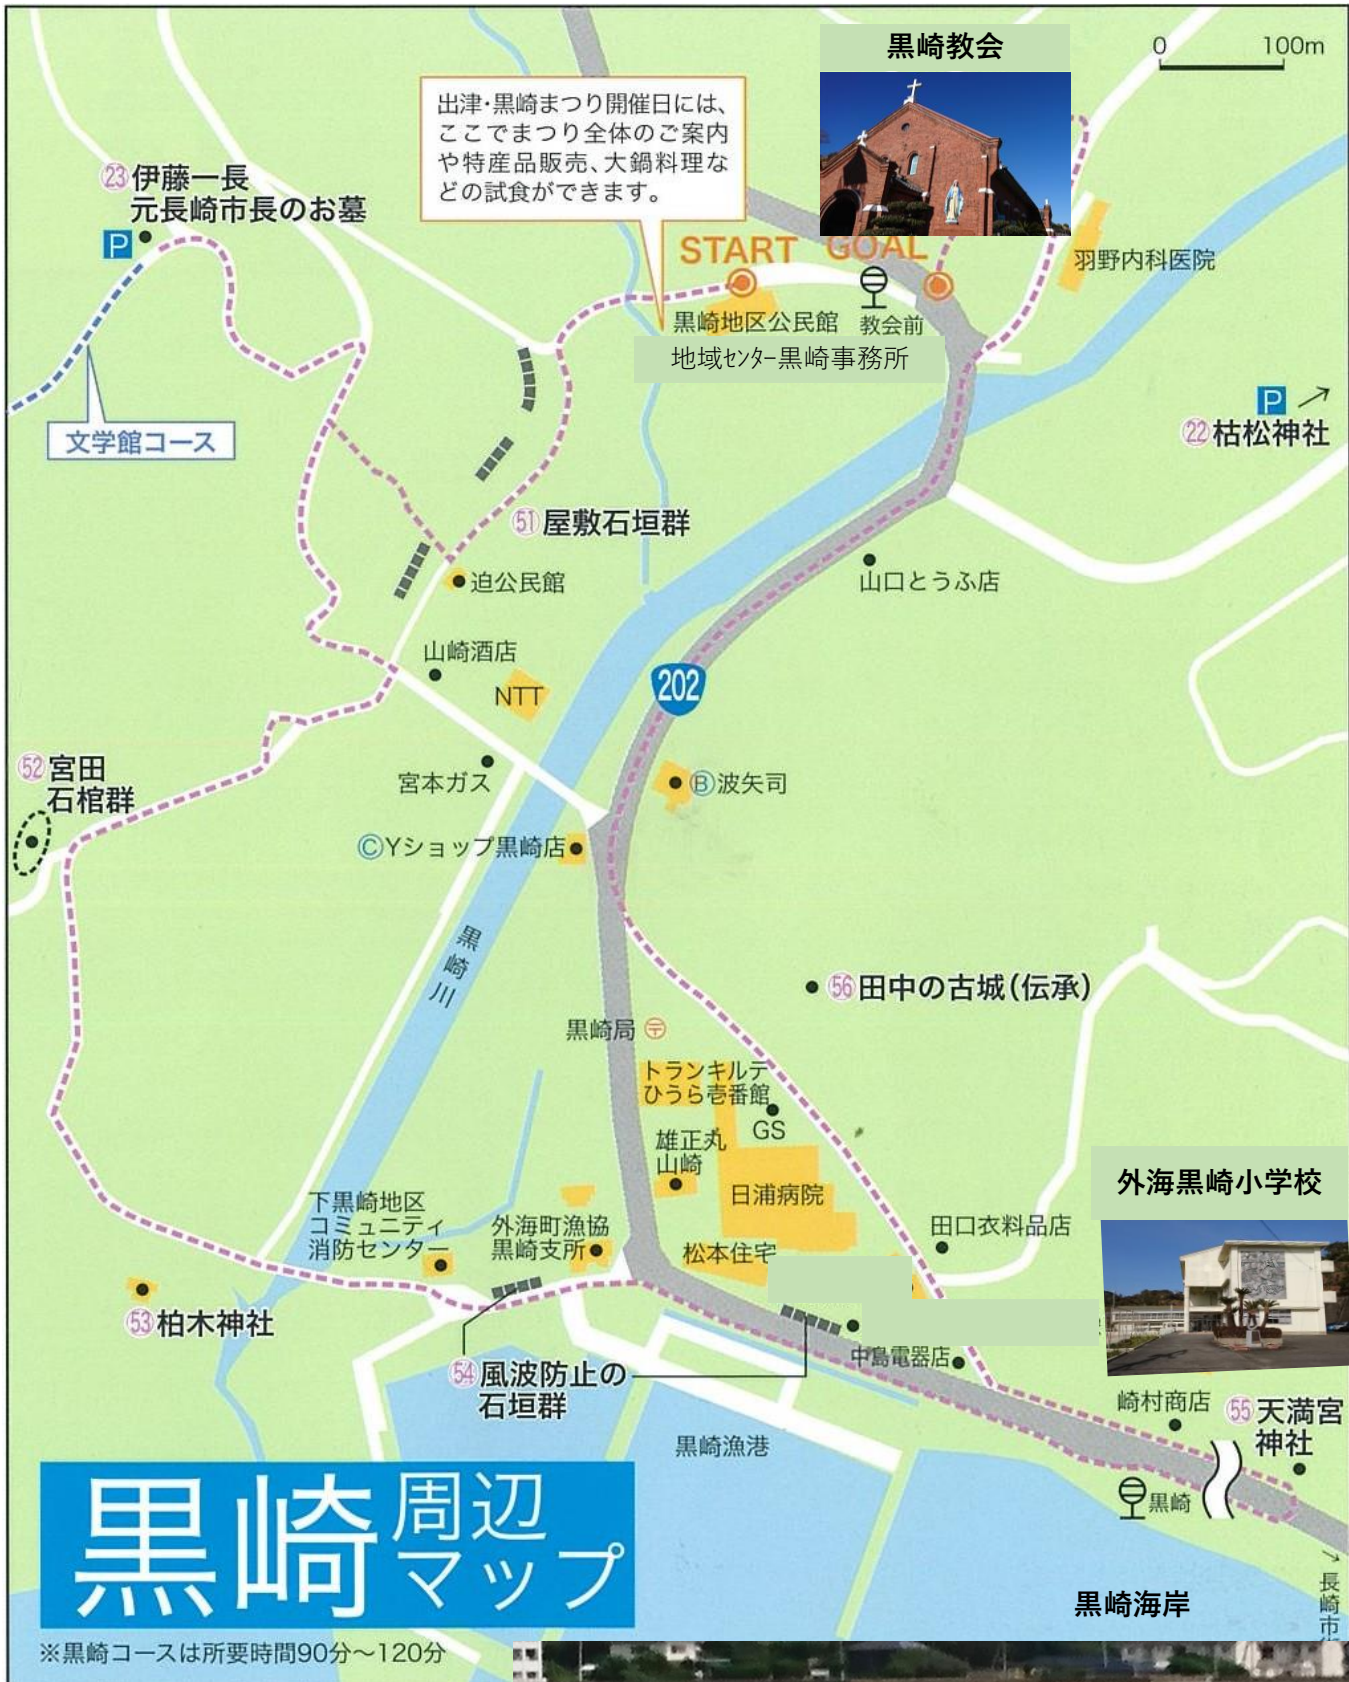 黒崎教会
0 100m
出津・黒崎まつり開催日には、
ここでまつり全体のご案内
や特産品販売、大鍋料理な
どの試食ができます。
㉓伊藤一長
元長崎市長のお墓
P
START GOAL
羽野内科医院
黒崎地区公民館
教会前
地域センター黒崎事務所
文学館コース
P
㉒枯松神社
51屋敷石垣群
迫公民館
山口とうふ店
山崎酒店
NTT
202
52宮田
石棺群
宮本ガス
Ⓑ波矢司
ⒸYショップ黒崎店
黒崎川
56田中の古城(伝承)
黒崎局
トランキルテ
ひうら壱番館
GS
雄正丸
山崎
日浦病院
外海黒崎小学校
下黒崎地区
コミュニティ
消防センター
外海町漁協
黒崎支所
松本住宅
田口衣料品店
53柏木神社
54風波防止の
石垣群
中島電器店
崎村商店
55天満宮
神社
黒崎漁港
黒崎
黒崎周辺
マップ
黒崎海岸
→長崎市
※黒崎コースは所要時間90分〜120分